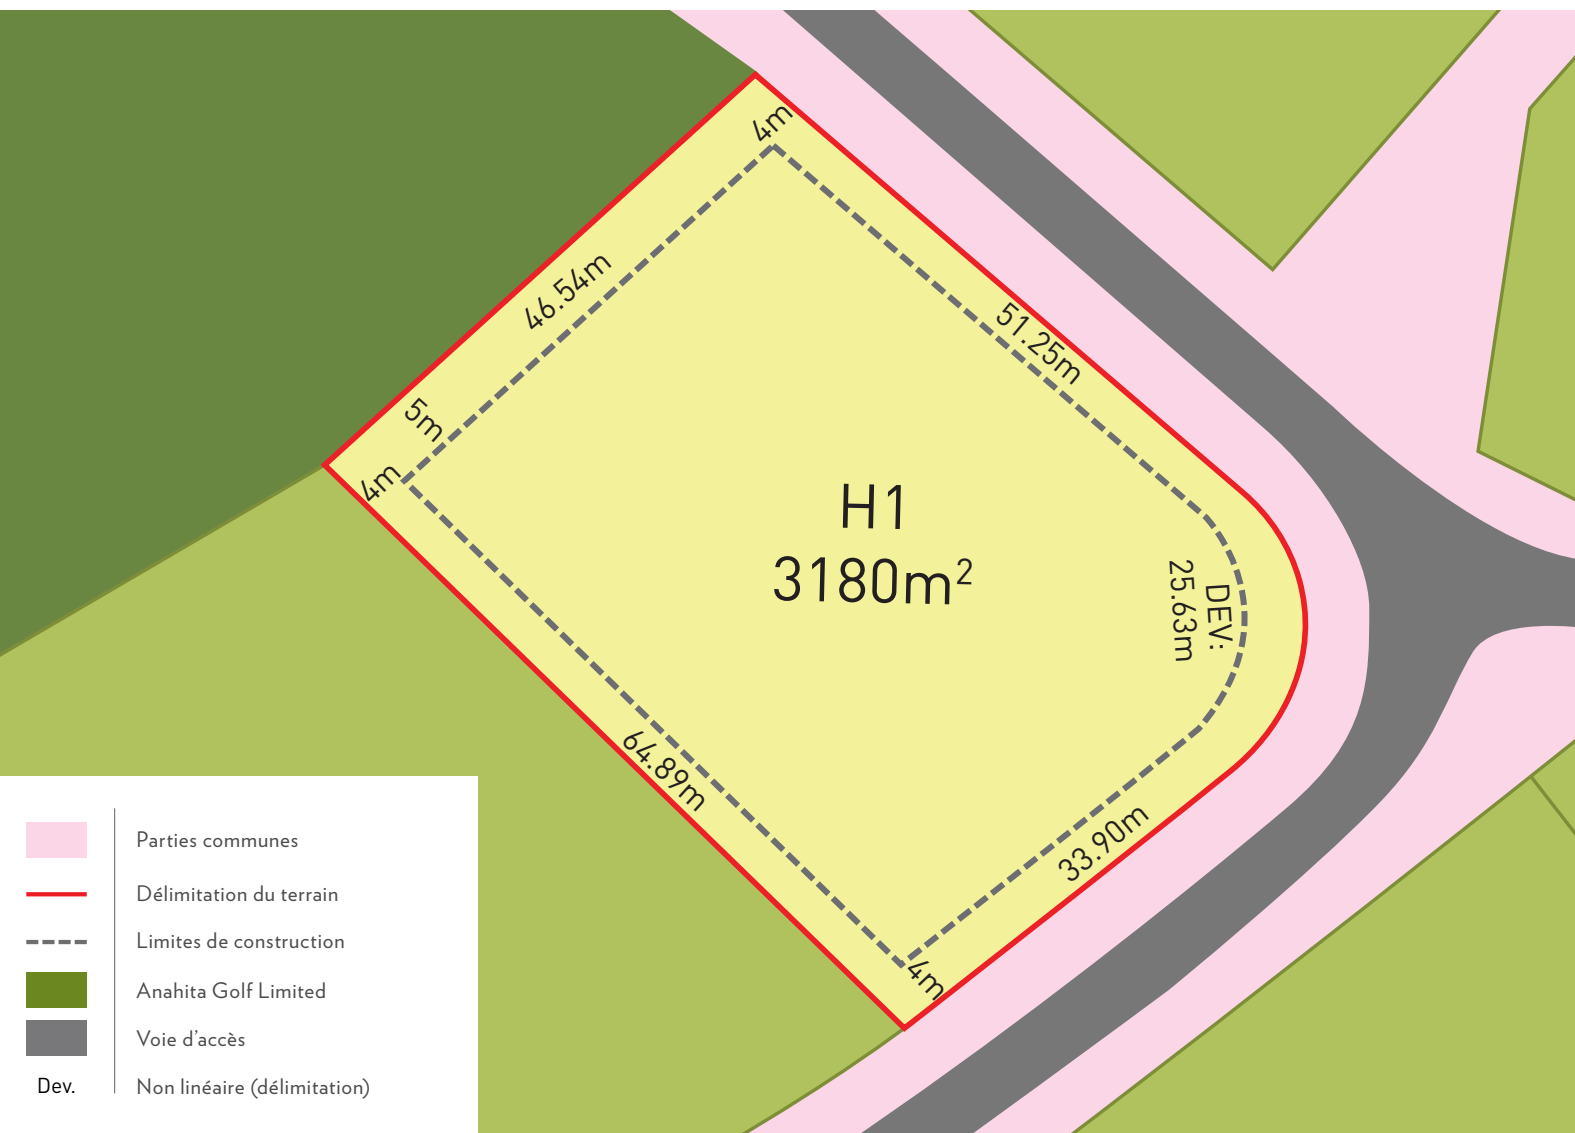 4m
46.54m
51.25m
5m
4m
H1
3180m²
DEV:
25.63m
64.89m
33.90m
4m
Parties communes
Délimitation du terrain
Limites de construction
Anahita Golf Limited
Voie d'accès
Dev. Non linéaire (délimitation)